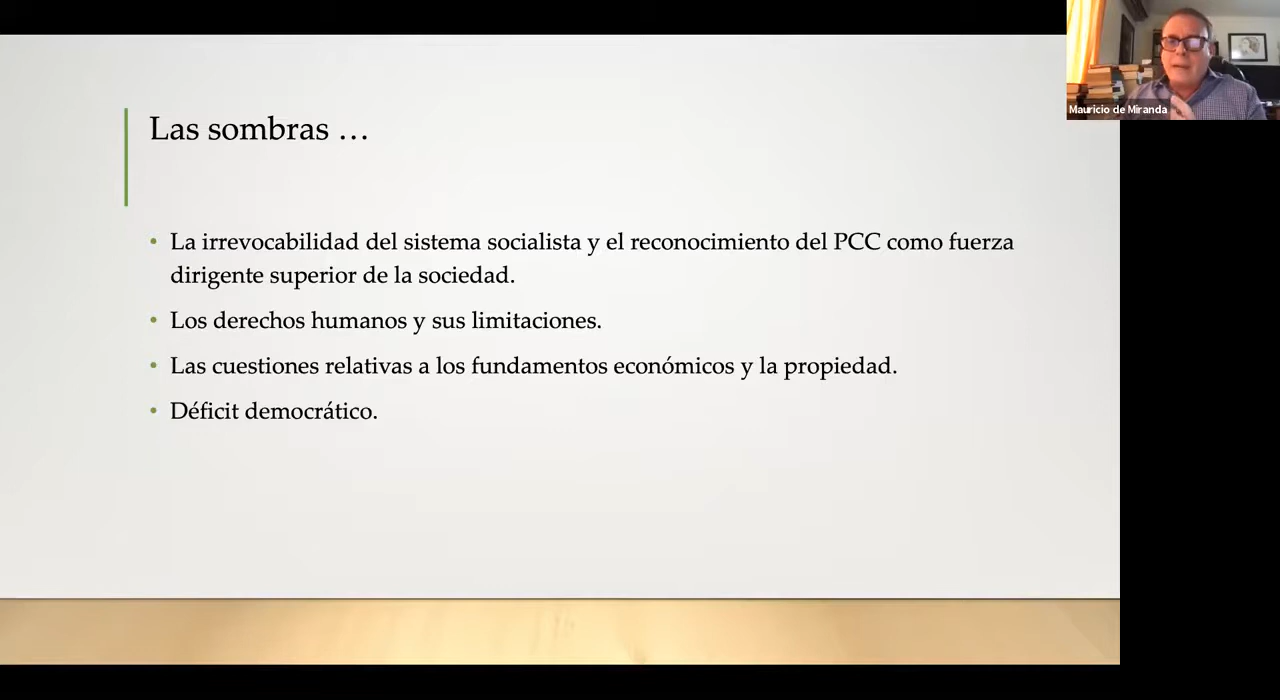 Las sombras …
• La irrevocabilidad del sistema socialista y el reconocimiento del PCC como fuerza
dirigente superior de la sociedad.
• Los derechos humanos y sus limitaciones.
• Las cuestiones relativas a los fundamentos económicos y la propiedad.
• Déficit democrático.
Mauricio de Miranda